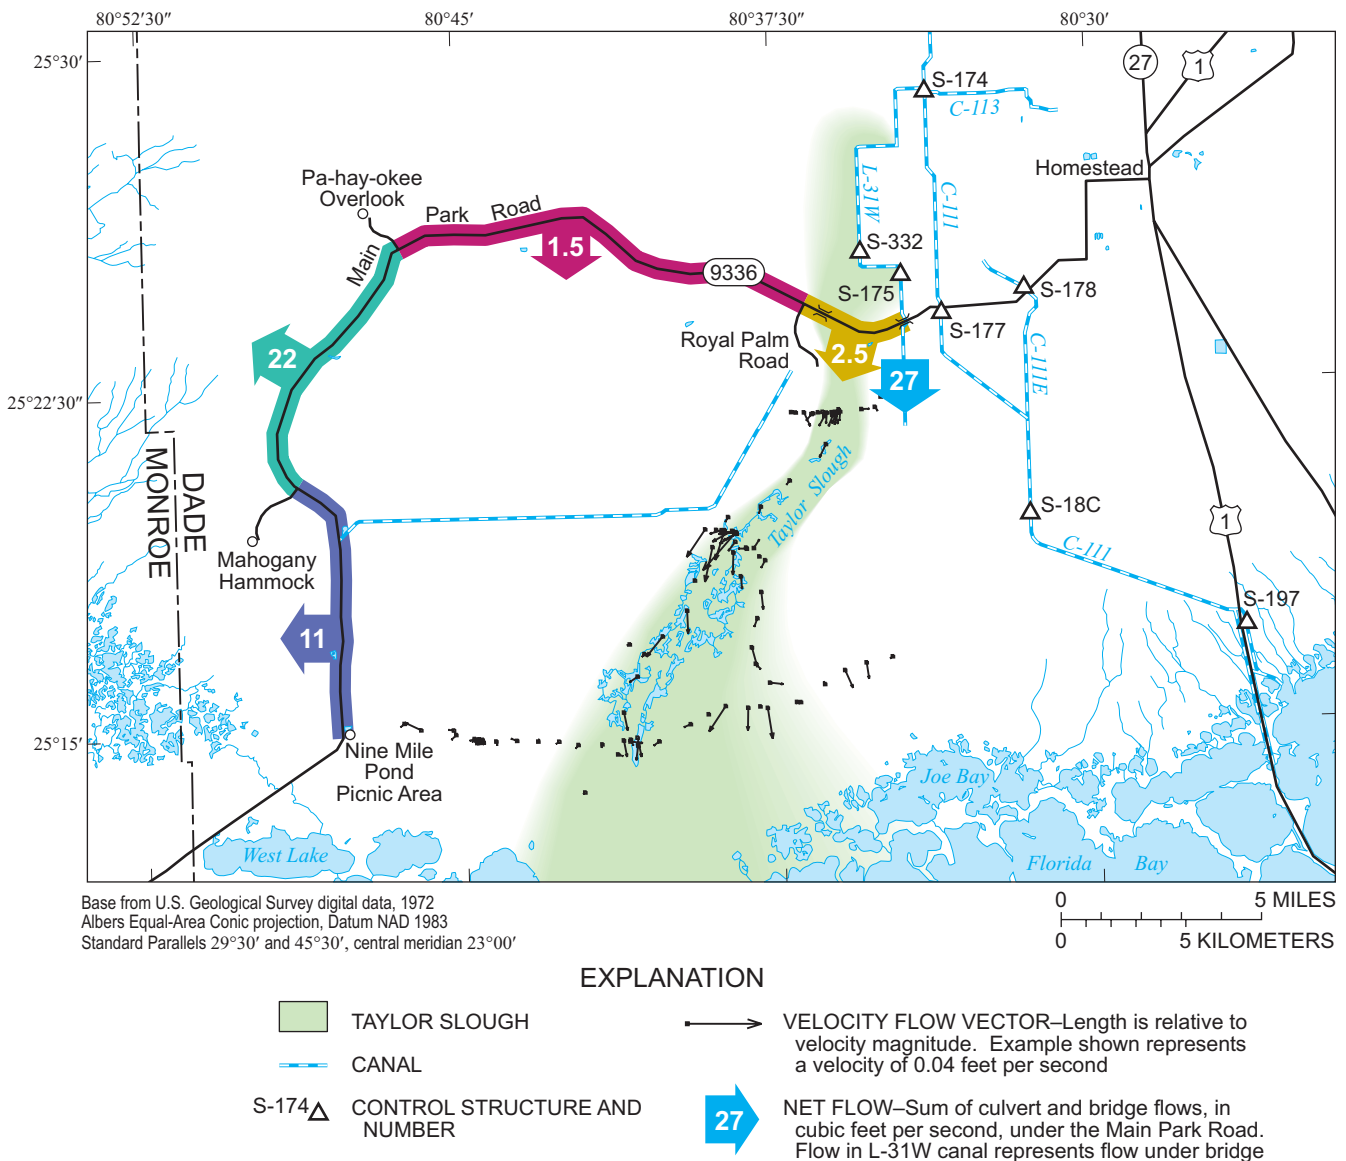 80°52'30"
80°45'
80°37'30"
80°30'
25°30'
25°22'30"
25°15'
27
1
S-174
C-113
Homestead
Pa-hay-okee
Overlook
Park
Road
Main
L-31W
C-111
1.5
S-332
9336
S-175
S-178
S-177
Royal Palm
Road
2.5
27
22
C-111E
Taylor Slough
DADE
MONROE
S-18C
1
C-111
Mahogany
Hammock
S-197
11
Nine Mile
Pond
Picnic Area
Joe Bay
West Lake
Florida Bay
Base from U.S. Geological Survey digital data, 1972
Albers Equal-Area Conic projection, Datum NAD 1983
Standard Parallels 29°30′ and 45°30′, central meridian 23°00′
0 5 MILES
0 5 KILOMETERS
EXPLANATION
TAYLOR SLOUGH
CANAL
S-174
CONTROL STRUCTURE AND
NUMBER
VELOCITY FLOW VECTOR–Length is relative to
velocity magnitude. Example shown represents
a velocity of 0.04 feet per second
27
NET FLOW–Sum of culvert and bridge flows, in
cubic feet per second, under the Main Park Road.
Flow in L-31W canal represents flow under bridge